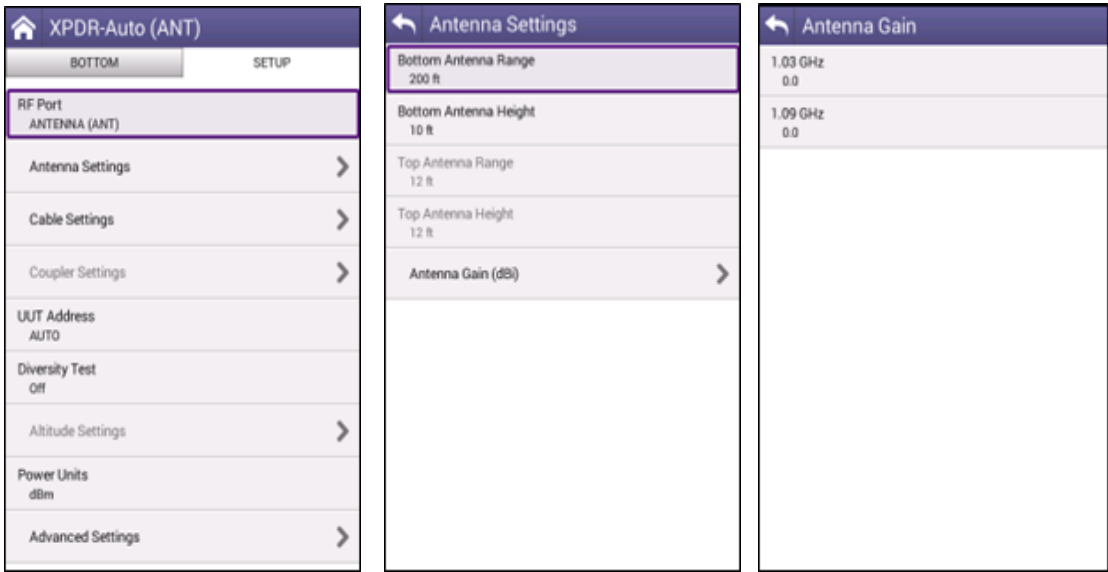 XPDR-Auto (ANT)
BOTTOM SETUP
RF Port
ANTENNA (ANT)
Antenna Settings
Cable Settings
Coupler Settings
UUT Address
AUTO
Diversity Test
Off
Altitude Settings
Power Units
dBm
Advanced Settings
Antenna Settings
Bottom Antenna Range
200 ft
Bottom Antenna Height
10 ft
Top Antenna Range
12 ft
Top Antenna Height
12 ft
Antenna Gain (dBi)
Antenna Gain
1.03 GHz
0.0
1.09 GHz
0.0